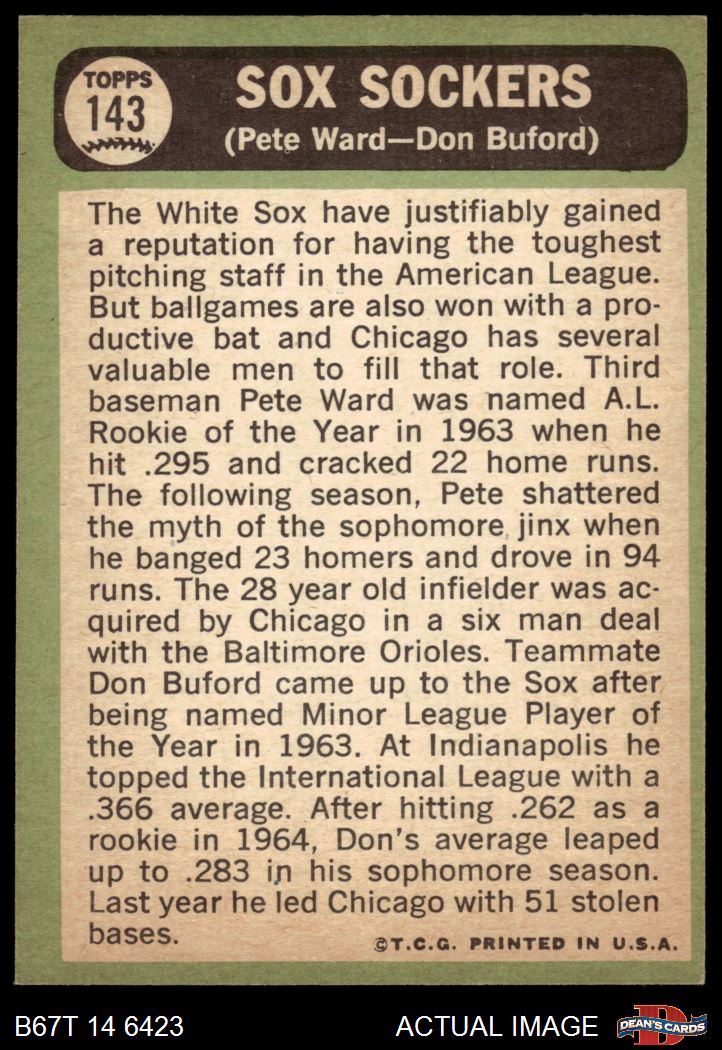 TOPPS
143
SOX SOCKERS
(Pete Ward—Don Buford)
The White Sox have justifiably gained
a reputation for having the toughest
pitching staff in the American League.
But ballgames are also won with a pro-
ductive bat and Chicago has several
valuable men to fill that role. Third
baseman Pete Ward was named A.L.
Rookie of the Year in 1963 when he
hit .295 and cracked 22 home runs.
The following season, Pete shattered
the myth of the sophomore jinx when
he banged 23 homers and drove in 94
runs. The 28 year old infielder was ac-
quired by Chicago in a six man deal
with the Baltimore Orioles. Teammate
Don Buford came up to the Sox after
being named Minor League Player of
the Year in 1963. At Indianapolis he
topped the International League with a
.366 average. After hitting .262 as a
rookie in 1964, Don's average leaped
up to .283 in his sophomore season.
Last year he led Chicago with 51 stolen
bases.
©T.C.G. PRINTED IN U.S.A.
B67T 14 6423
ACTUAL IMAGE
D
DEAN'S CARDS